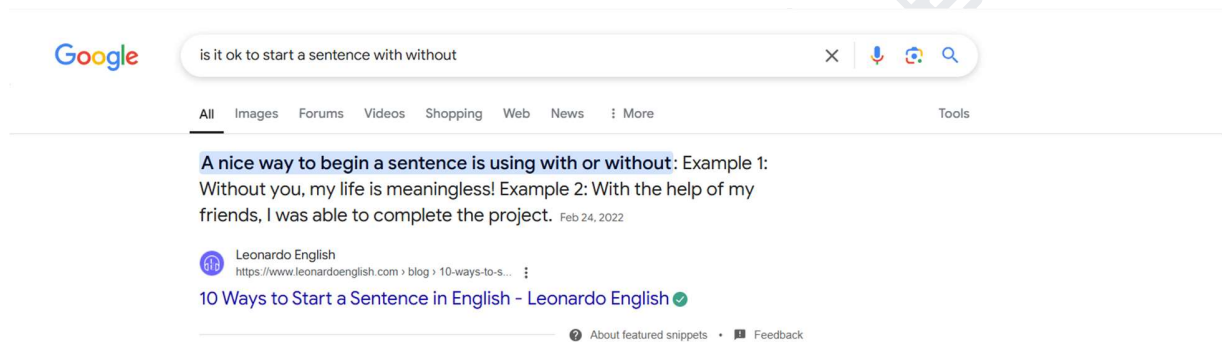 Google
is it ok to start a sentence with without
All Images Forums Videos Shopping Web News More Tools
A nice way to begin a sentence is using with or without: Example 1:
Without you, my life is meaningless! Example 2: With the help of my
friends, I was able to complete the project. Feb 24, 2022
Leonardo English
https://www.leonardoenglish.com › blog › 10-ways-to-s...
10 Ways to Start a Sentence in English - Leonardo English
About featured snippets • Feedback